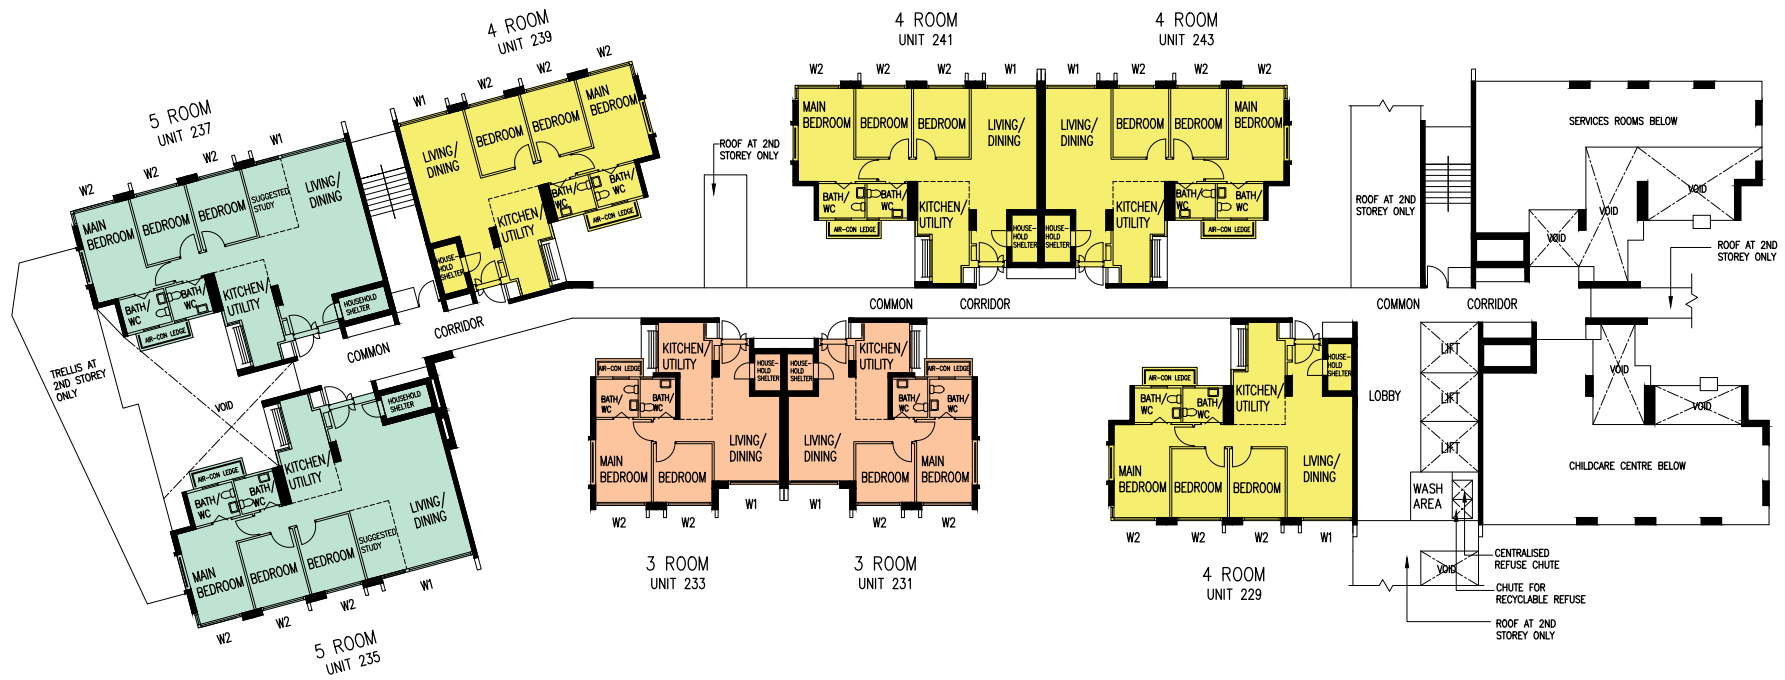 4 ROOM
UNIT 239
W1
W2
W2
W2
LIVING/
DINING
BEDROOM
BEDROOM
MAIN
BEDROOM
BATH/
WC
BATH/
WC
AIR-CON LEDGE
KITCHEN/
UTILITY
HOUSE-
HOLD
SHELTER
5 ROOM
UNIT 237
W2
W2
W2
W1
MAIN
BEDROOM
BEDROOM
BEDROOM
SUGGESTED
STUDY
LIVING/
DINING
BATH/
WC
BATH/
WC
AIR-CON LEDGE
KITCHEN/
UTILITY
HOUSEHOLD
SHELTER
COMMON
CORRIDOR
TRELLIS AT
2ND STOREY
ONLY
VOID
HOUSEHOLD
SHELTER
AIR-CON LEDGE
BATH/
WC
BATH/
WC
KITCHEN/
UTILITY
LIVING/
DINING
MAIN
BEDROOM
BEDROOM
BEDROOM
SUGGESTED
STUDY
W2
W2
W2
W1
5 ROOM
UNIT 235
ROOF AT 2ND
STOREY ONLY
4 ROOM
UNIT 241
W2
W2
W2
W1
MAIN
BEDROOM
BEDROOM
BEDROOM
LIVING/
DINING
BATH/
WC
BATH/
WC
AIR-CON LEDGE
KITCHEN/
UTILITY
HOUSE-
HOLD
SHELTER
4 ROOM
UNIT 243
W1
W2
W2
W2
LIVING/
DINING
BEDROOM
BEDROOM
MAIN
BEDROOM
HOUSE-
HOLD
SHELTER
KITCHEN/
UTILITY
BATH/
WC
BATH/
WC
AIR-CON LEDGE
COMMON
CORRIDOR
COMMON
CORRIDOR
KITCHEN/
UTILITY
HOUSE-
HOLD
SHELTER
AIR-CON LEDGE
BATH/
WC
BATH/
WC
LIVING/
DINING
MAIN
BEDROOM
BEDROOM
W2
W2
W1
3 ROOM
UNIT 233
HOUSE-
HOLD
SHELTER
KITCHEN/
UTILITY
AIR-CON LEDGE
BATH/
WC
BATH/
WC
LIVING/
DINING
BEDROOM
MAIN
BEDROOM
W1
W2
W2
3 ROOM
UNIT 231
HOUSE-
HOLD
SHELTER
AIR-CON LEDGE
BATH/
WC
BATH/
WC
KITCHEN/
UTILITY
MAIN
BEDROOM
BEDROOM
BEDROOM
LIVING/
DINING
W2
W2
W2
W1
4 ROOM
UNIT 229
ROOF AT 2ND
STOREY ONLY
SERVICES ROOMS BELOW
VOID
VOID
VOID
ROOF AT 2ND
STOREY ONLY
LOBBY
LIFT
LIFT
LIFT
WASH
AREA
VOID
VOID
CHILDCARE CENTRE BELOW
VOID
CENTRALISED
REFUSE CHUTE
CHUTE FOR
RECYCLABLE REFUSE
ROOF AT 2ND
STOREY ONLY